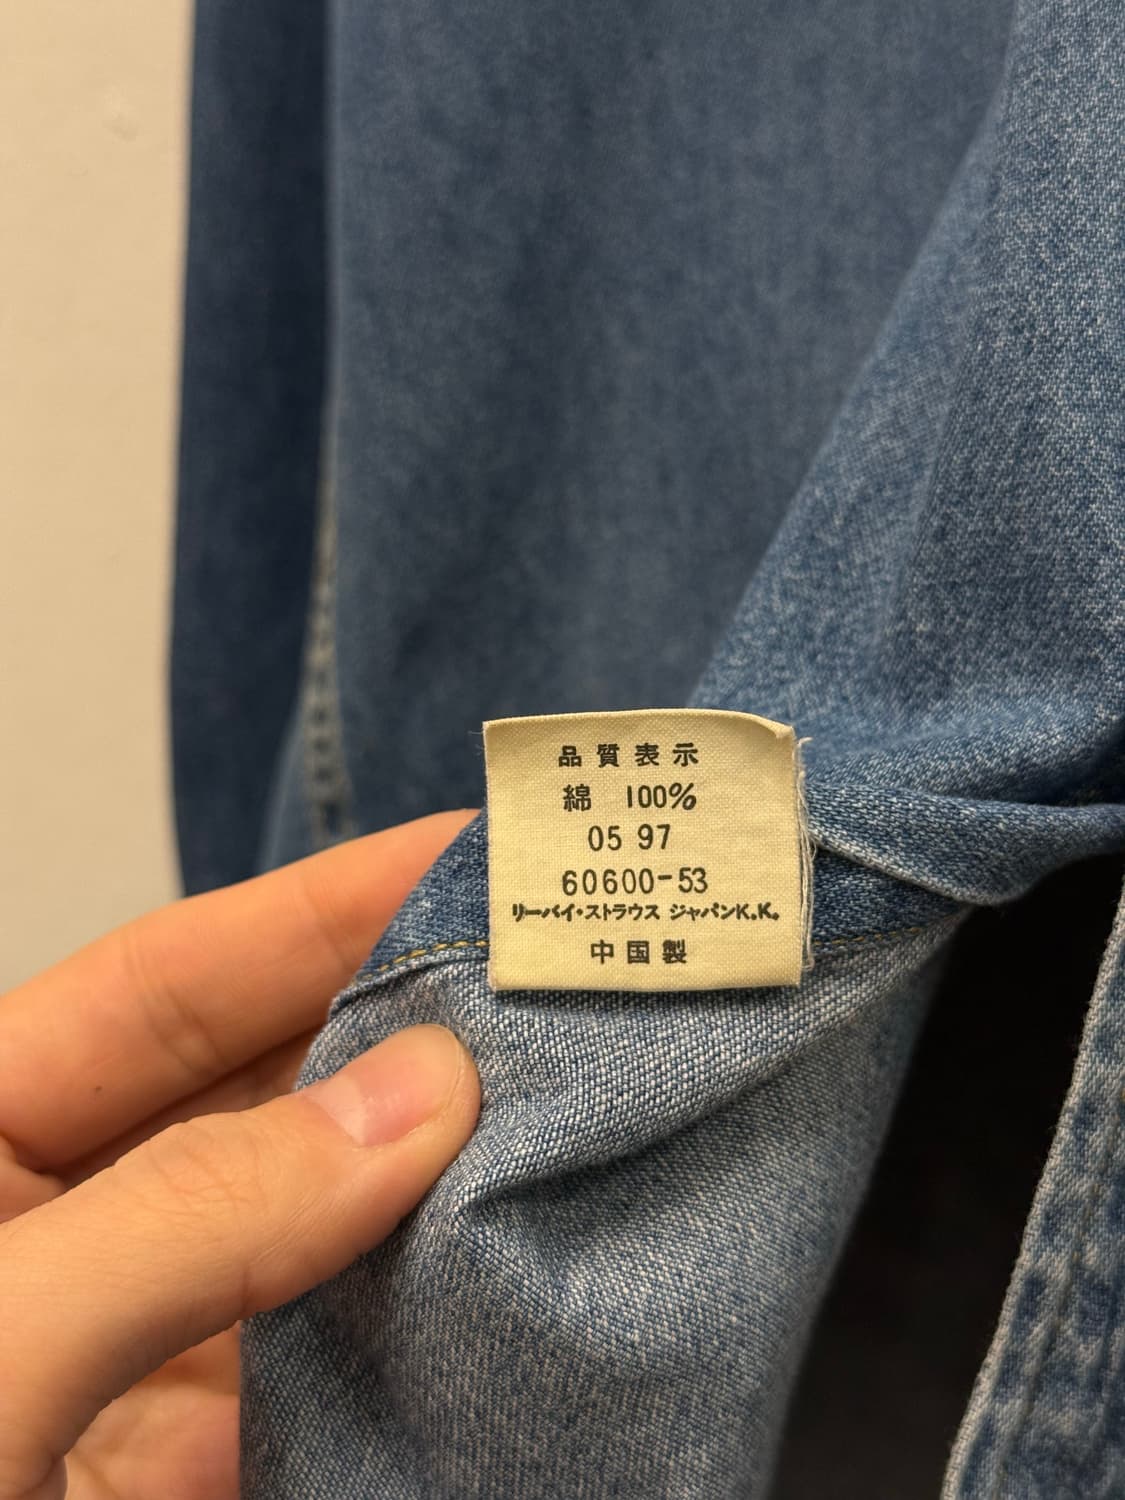 品質表示
綿 100%
05 97
60600-53
リーバイ・ストラウス ジャパンK.K.
中国製